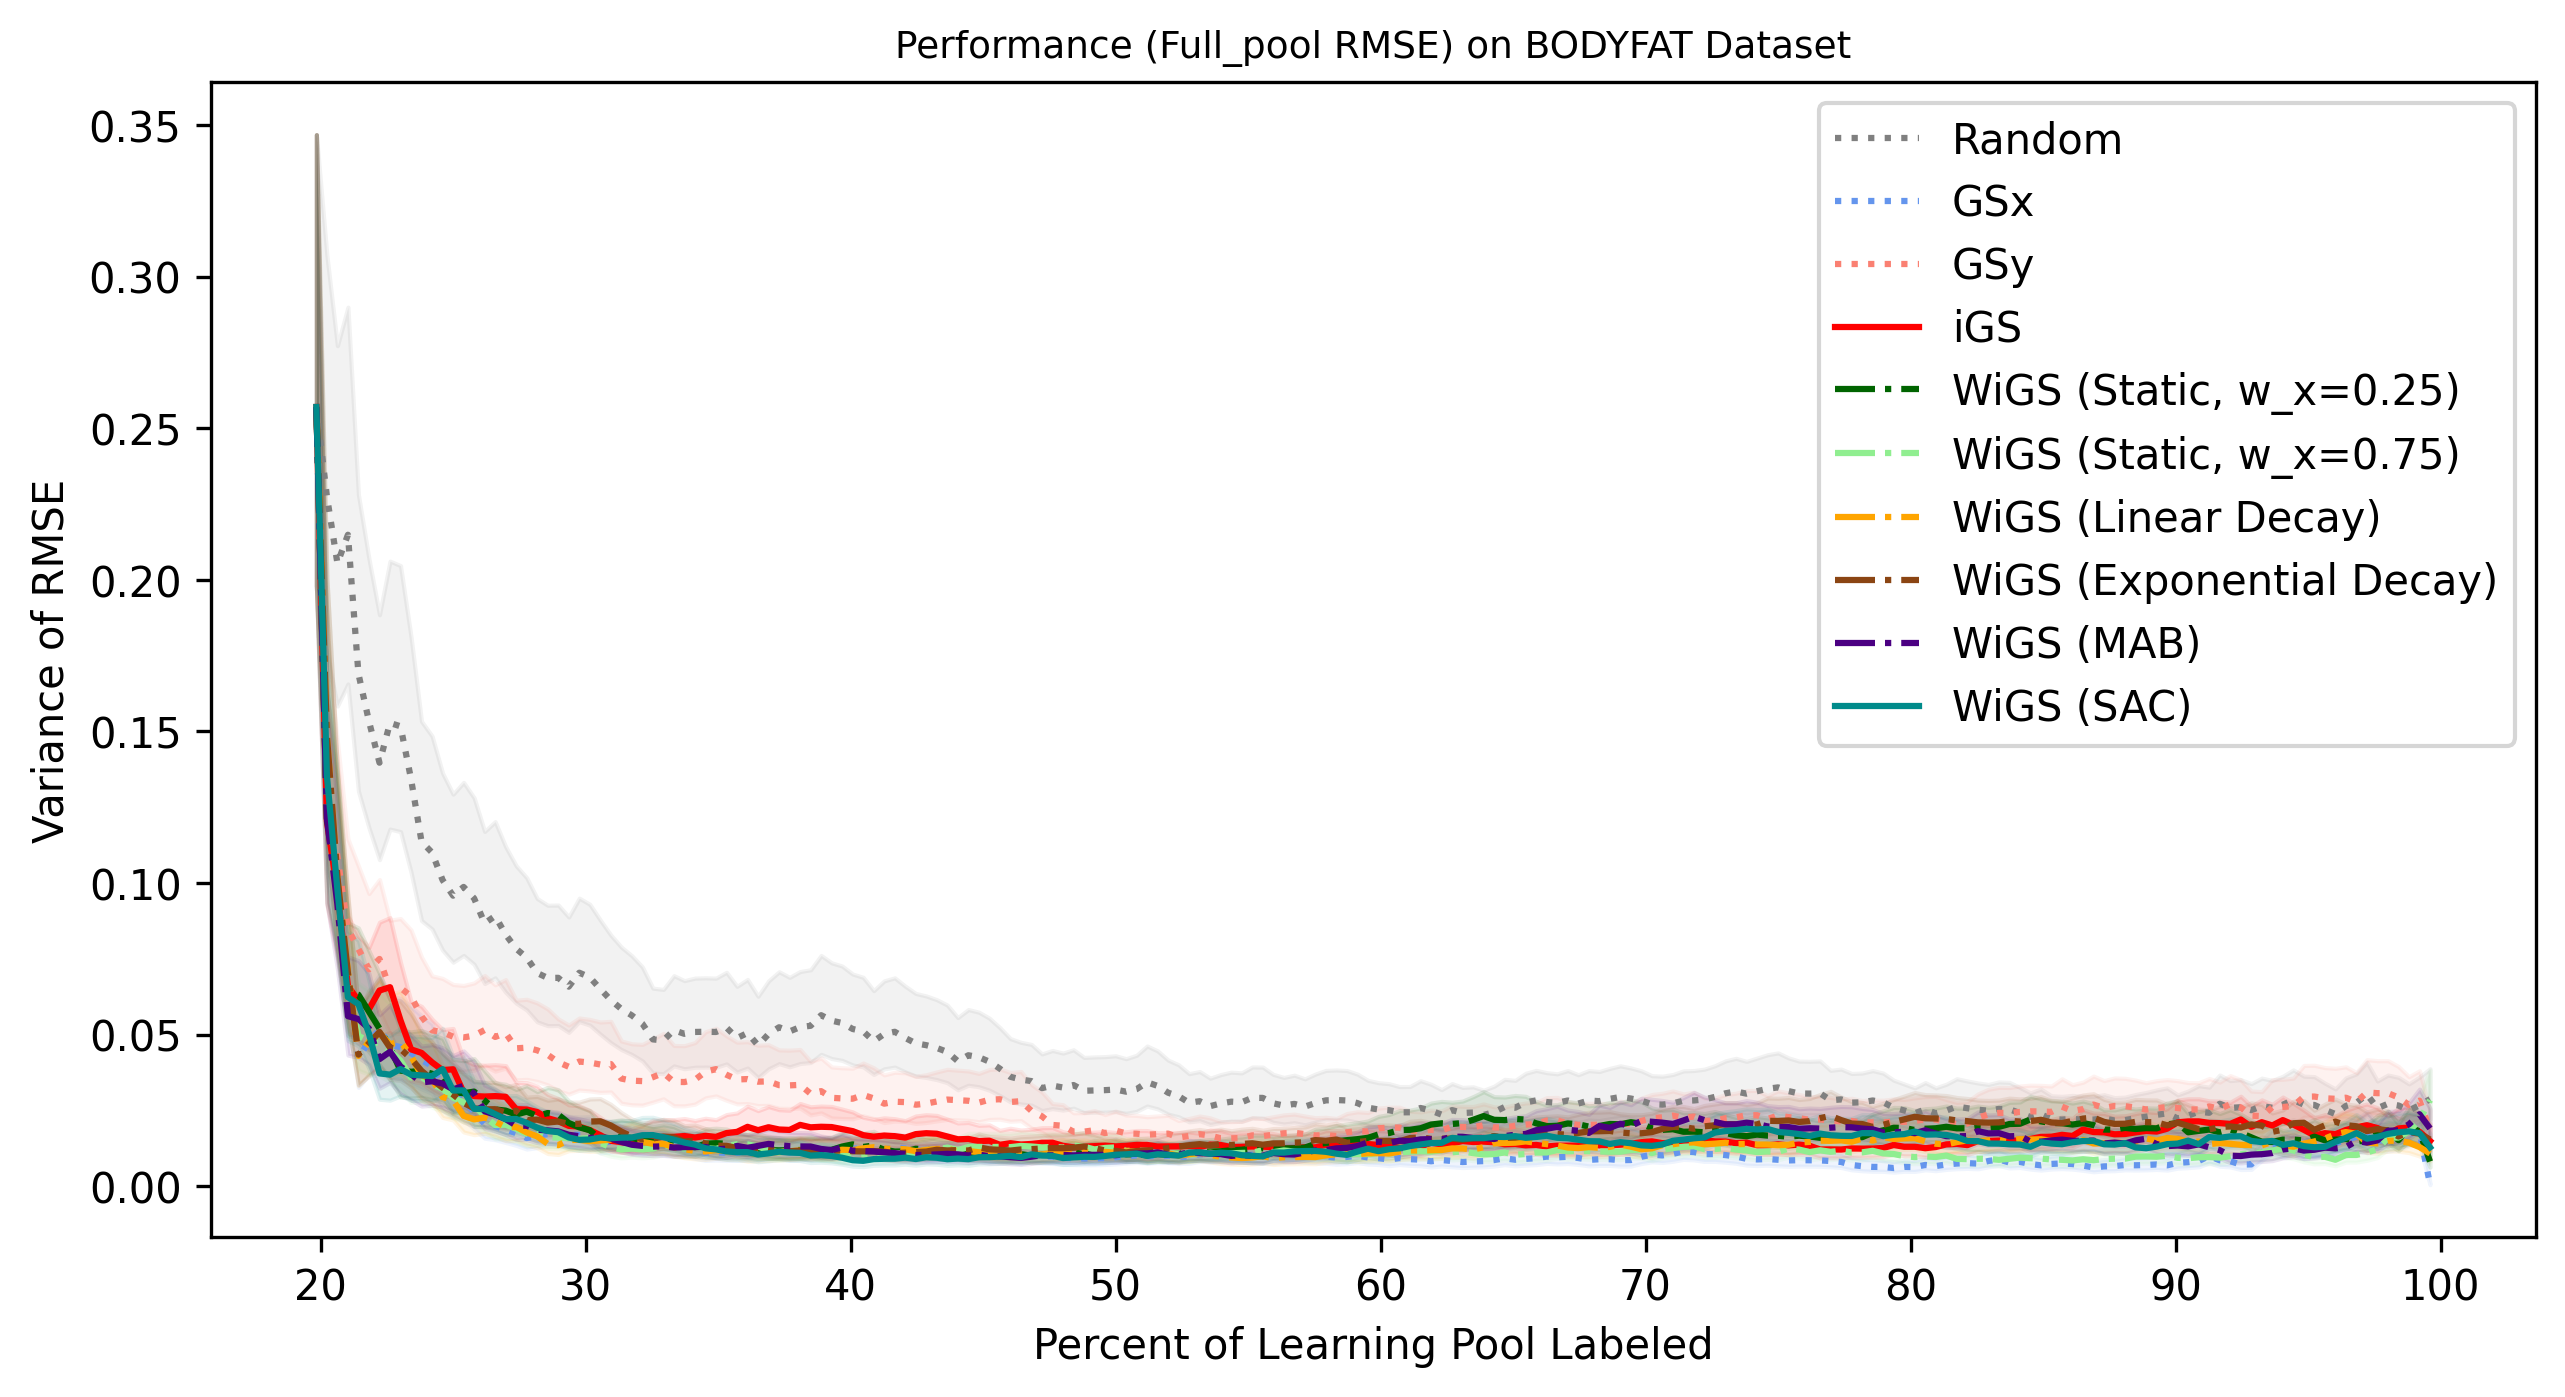 Performance (Full_pool RMSE) on BODYFAT Dataset
Variance of RMSE
0.35
0.30
0.25
0.20
0.15
0.10
0.05
0.00
Random
GSx
GSy
iGS
WiGS (Static, w_x=0.25)
WiGS (Static, w_x=0.75)
WiGS (Linear Decay)
WiGS (Exponential Decay)
WiGS (MAB)
WiGS (SAC)
20 30 40 50 60 70 80 90 100
Percent of Learning Pool Labeled